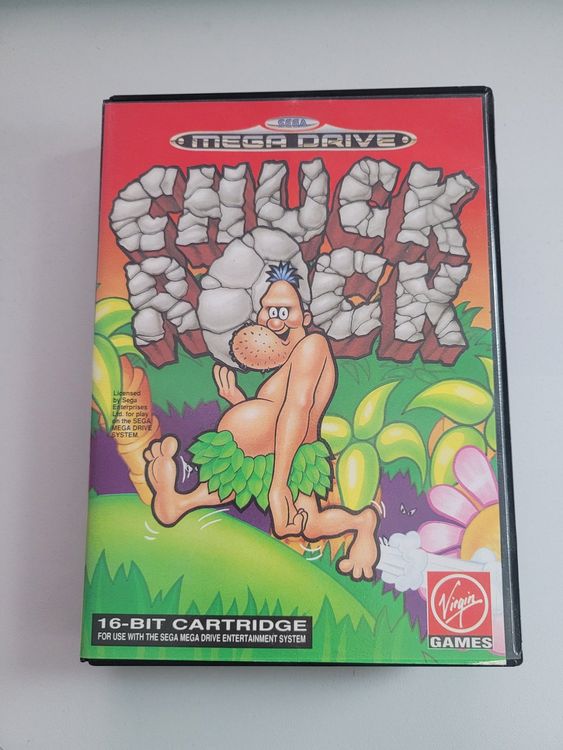 SEGA
MEGA DRIVE
CHUCK
ROCK
Licensed
by Sega
Enterprises
Ltd. for play
on the SEGA
MEGA DRIVE
SYSTEM.
16-BIT CARTRIDGE
FOR USE WITH THE SEGA MEGA DRIVE ENTERTAINMENT SYSTEM
Virgin
GAMES